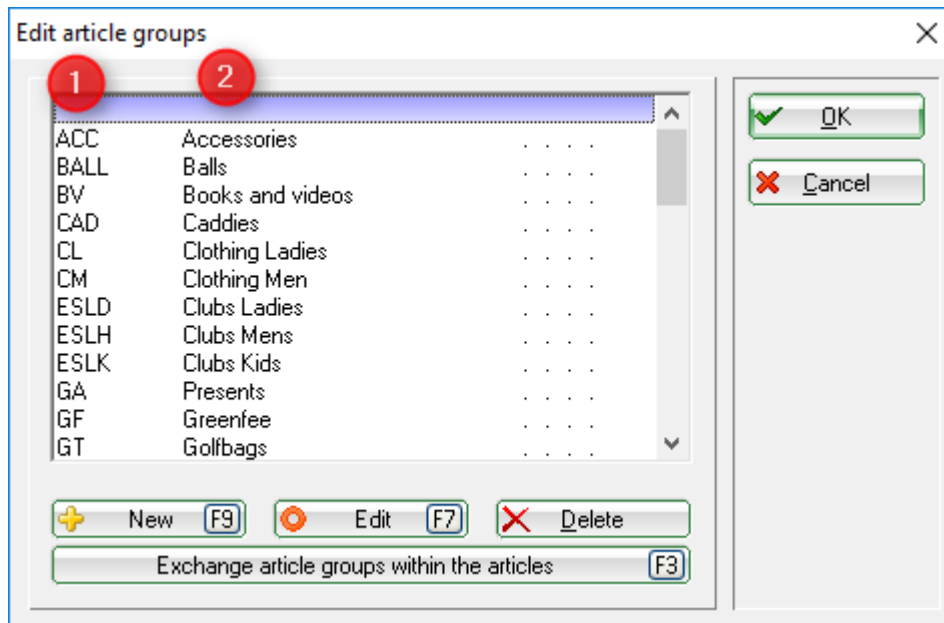 Edit article groups
1 2
ACC Accessories . . . .
BALL Balls . . . .
BV Books and videos . . . .
CAD Caddies . . . .
CL Clothing Ladies . . . .
CM Clothing Men . . . .
ESLD Clubs Ladies . . . .
ESLH Clubs Mens . . . .
ESLK Clubs Kids . . . .
GA Presents . . . .
GF Greenfee . . . .
GT Golfbags . . . .
New F9 Edit F7 Delete
Exchange article groups within the articles F3
OK
Cancel